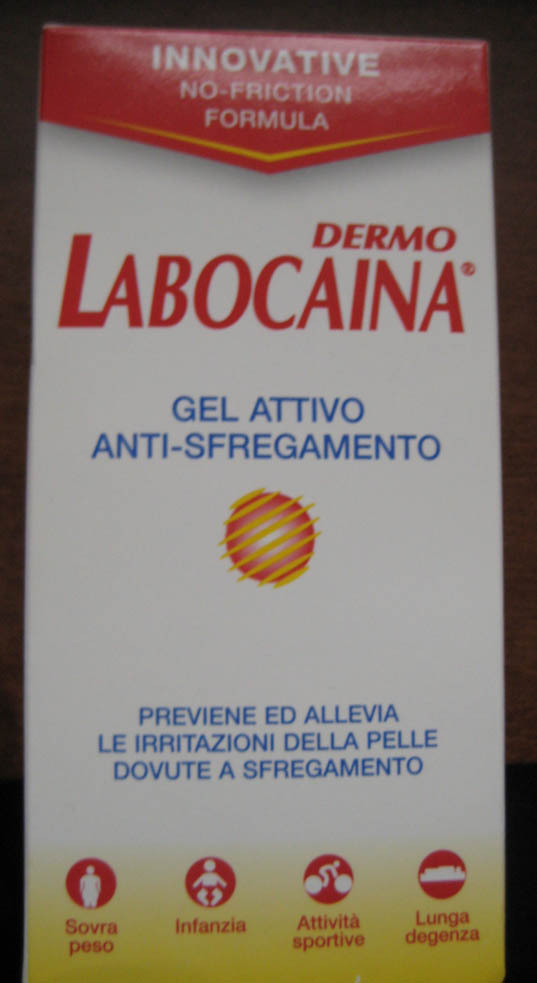 INNOVATIVE
NO-FRICTION
FORMULA
DERMO
LABOCAINA®
GEL ATTIVO
ANTI-SFREGAMENTO
PREVIENE ED ALLEVIA
LE IRRITAZIONI DELLA PELLE
DOVUTE A SFREGAMENTO
Sovra
peso
Infanzia
Attività
sportive
Lunga
degenza